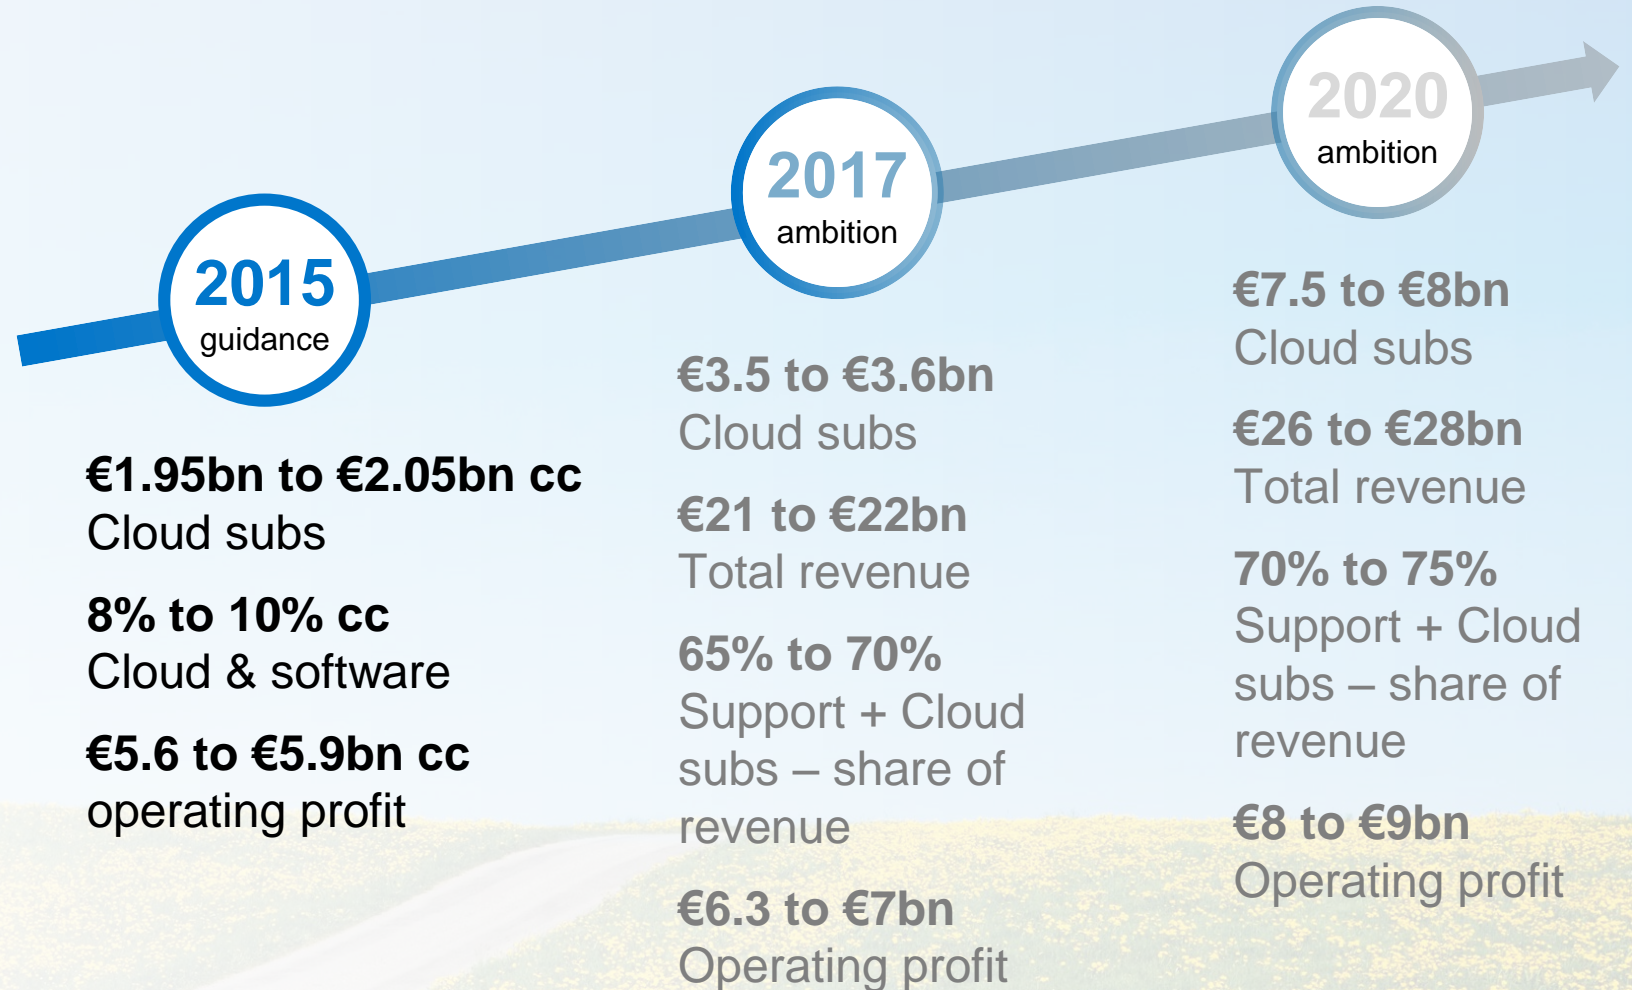 2015
guidance
€1.95bn to €2.05bn cc
Cloud subs
8% to 10% cc
Cloud & software
€5.6 to €5.9bn cc
operating profit
2017
ambition
€3.5 to €3.6bn
Cloud subs
€21 to €22bn
Total revenue
65% to 70%
Support + Cloud
subs – share of
revenue
€6.3 to €7bn
Operating profit
2020
ambition
€7.5 to €8bn
Cloud subs
€26 to €28bn
Total revenue
70% to 75%
Support + Cloud
subs – share of
revenue
€8 to €9bn
Operating profit